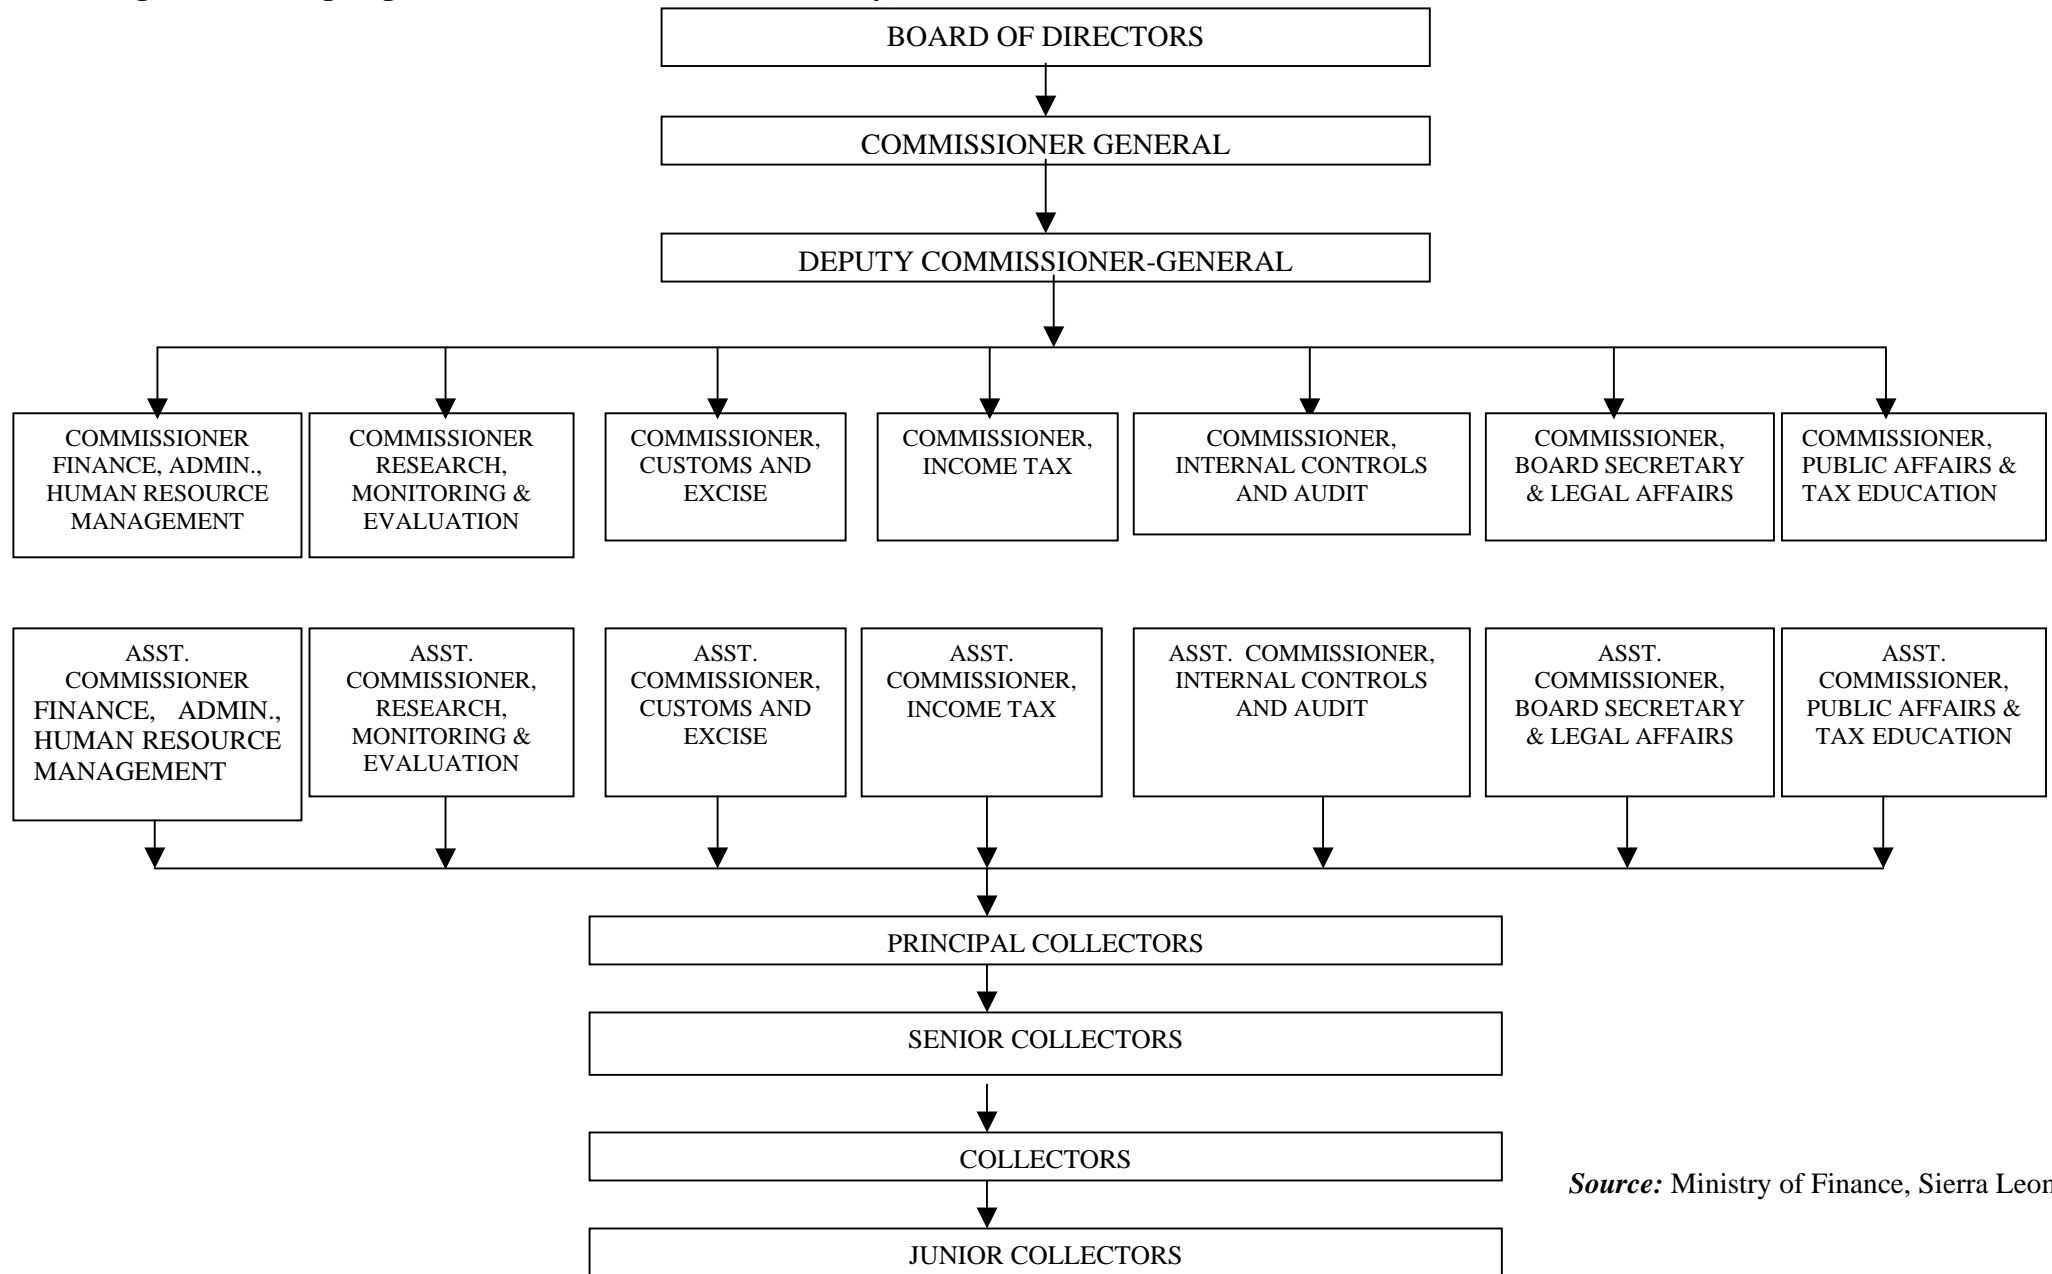 BOARD OF DIRECTORS
COMMISSIONER GENERAL
DEPUTY COMMISSIONER-GENERAL
COMMISSIONER
FINANCE, ADMIN.,
HUMAN RESOURCE
MANAGEMENT
COMMISSIONER
RESEARCH,
MONITORING &
EVALUATION
COMMISSIONER,
CUSTOMS AND
EXCISE
COMMISSIONER,
INCOME TAX
COMMISSIONER,
INTERNAL CONTROLS
AND AUDIT
COMMISSIONER,
BOARD SECRETARY
& LEGAL AFFAIRS
COMMISSIONER,
PUBLIC AFFAIRS &
TAX EDUCATION
ASST.
COMMISSIONER
FINANCE, ADMIN.,
HUMAN RESOURCE
MANAGEMENT
ASST.
COMMISSIONER,
RESEARCH,
MONITORING &
EVALUATION
ASST.
COMMISSIONER,
CUSTOMS AND
EXCISE
ASST.
COMMISSIONER,
INCOME TAX
ASST. COMMISSIONER,
INTERNAL CONTROLS
AND AUDIT
ASST.
COMMISSIONER,
BOARD SECRETARY
& LEGAL AFFAIRS
ASST.
COMMISSIONER,
PUBLIC AFFAIRS &
TAX EDUCATION
PRINCIPAL COLLECTORS
SENIOR COLLECTORS
COLLECTORS
Source: Ministry of Finance, Sierra Leon
JUNIOR COLLECTORS